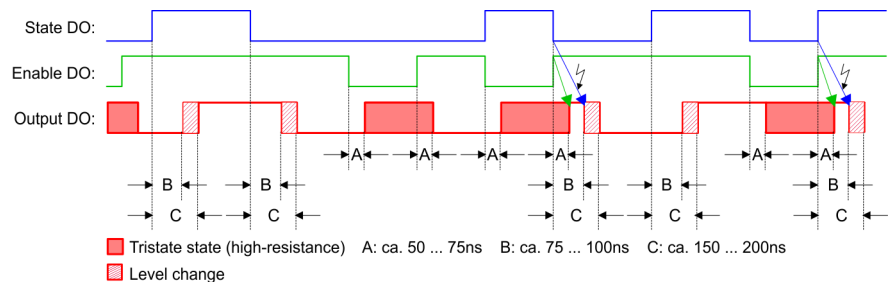 State DO:
Enable DO:
Output DO:
A A A A A A
B B B B B
C C C C C
Tristate state (high-resistance) A: ca. 50 ... 75ns B: ca. 75 ... 100ns C: ca. 150 ... 200ns
Level change